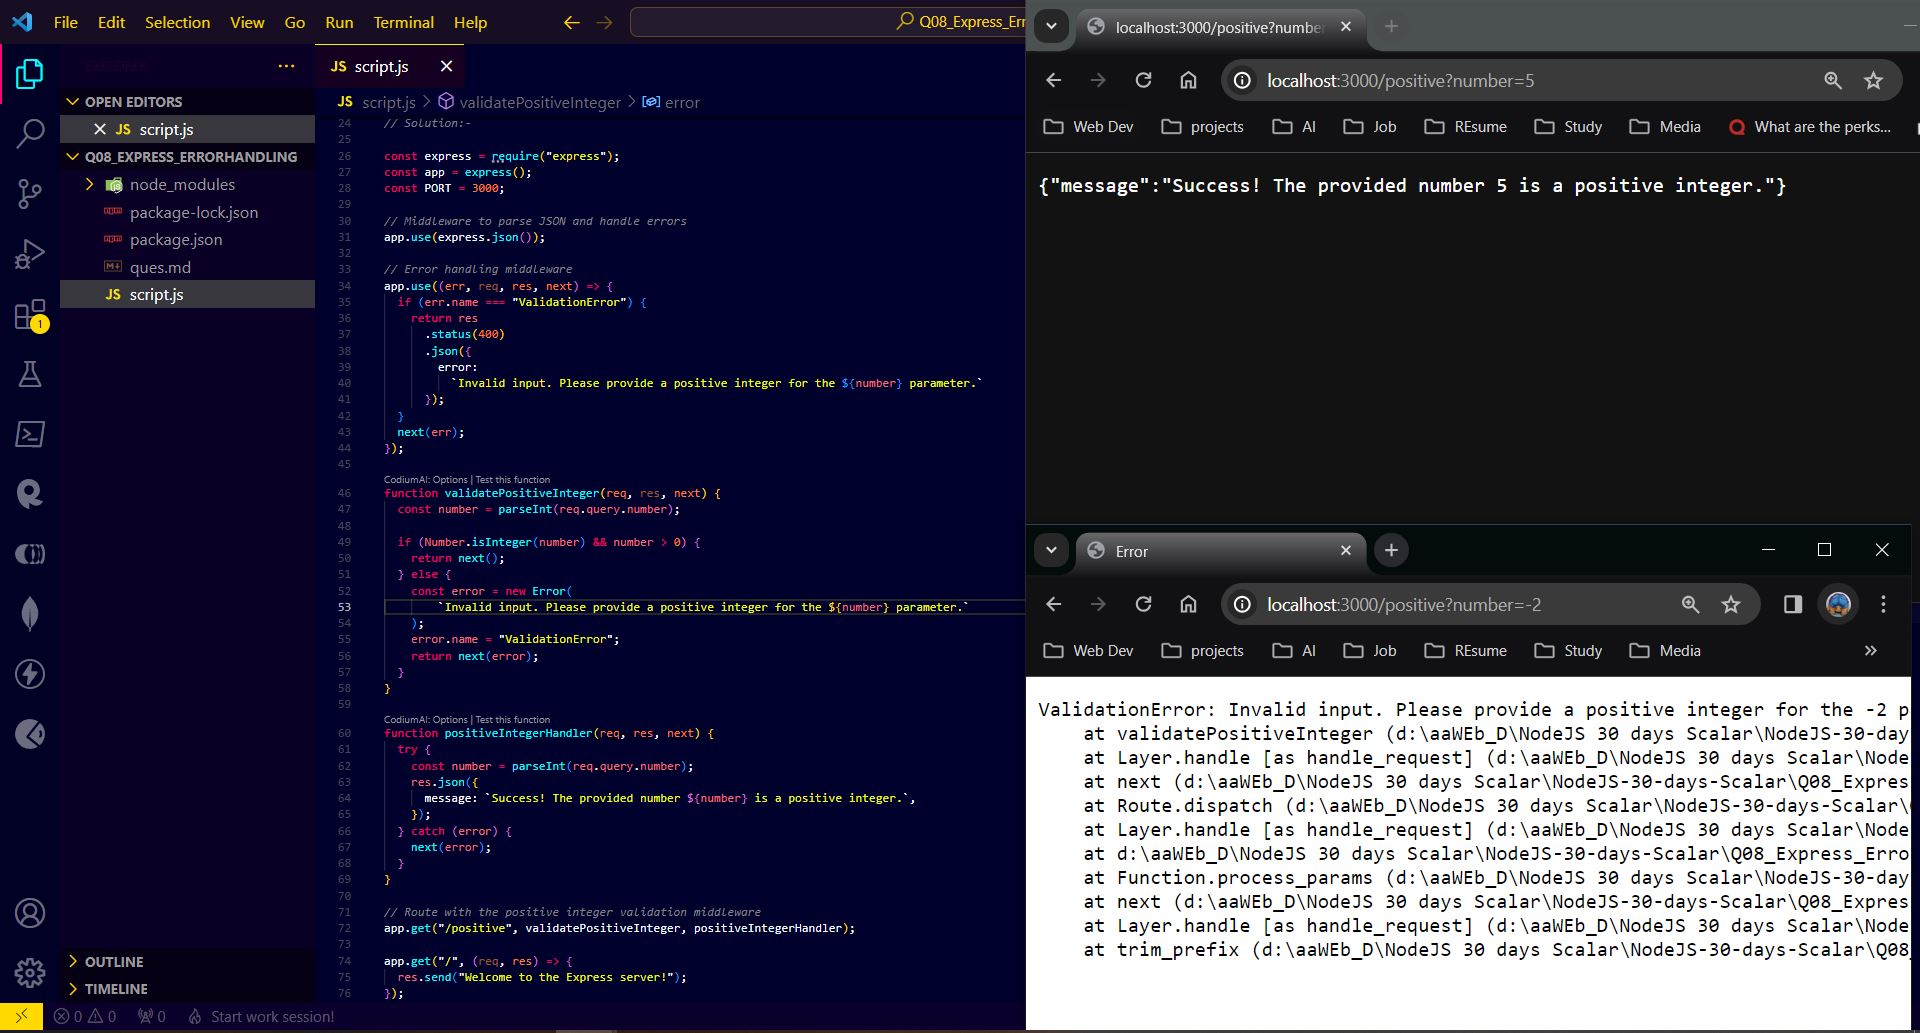 File Edit Selection View Go Run Terminal Help
Q08_Express_Err
EXPLORER
OPEN EDITORS
JS script.js
Q08_EXPRESS_ERRORHANDLING
node_modules
package-lock.json
package.json
ques.md
JS script.js
1
OUTLINE
TIMELINE
0 0 0 Start work session!
JS script.js
JS script.js > validatePositiveInteger > error
24 // Solution:-
25
26 const express = require("express");
27 const app = express();
28 const PORT = 3000;
29
30 // Middleware to parse JSON and handle errors
31 app.use(express.json());
32
33 // Error handling middleware
34 app.use((err, req, res, next) => {
35 if (err.name === "ValidationError") {
36 return res
37 .status(400)
38 .json({
39 error:
40 `Invalid input. Please provide a positive integer for the ${number} parameter.`
41 });
42 }
43 next(err);
44 });
45
CodiumAI: Options | Test this function
46 function validatePositiveInteger(req, res, next) {
47 const number = parseInt(req.query.number);
48
49 if (Number.isInteger(number) && number > 0) {
50 return next();
51 } else {
52 const error = new Error(
53 `Invalid input. Please provide a positive integer for the ${number} parameter.`
54 );
55 error.name = "ValidationError";
56 return next(error);
57 }
58 }
59
CodiumAI: Options | Test this function
60 function positiveIntegerHandler(req, res, next) {
61 try {
62 const number = parseInt(req.query.number);
63 res.json({
64 message: `Success! The provided number ${number} is a positive integer.`,
65 });
66 } catch (error) {
67 next(error);
68 }
69 }
70
71 // Route with the positive integer validation middleware
72 app.get("/positive", validatePositiveInteger, positiveIntegerHandler);
73
74 app.get("/", (req, res) => {
75 res.send("Welcome to the Express server!");
76 });
localhost:3000/positive?number
localhost:3000/positive?number=5
Web Dev projects AI Job REsume Study Media What are the perks...
{"message":"Success! The provided number 5 is a positive integer."}
Error
localhost:3000/positive?number=-2
Web Dev projects AI Job REsume Study Media »
ValidationError: Invalid input. Please provide a positive integer for the -2 p
at validatePositiveInteger (d:\aaWEb_D\NodeJS 30 days Scalar\NodeJS-30-day
at Layer.handle [as handle_request] (d:\aaWEb_D\NodeJS 30 days Scalar\Node
at next (d:\aaWEb_D\NodeJS 30 days Scalar\NodeJS-30-days-Scalar\Q08_Expres
at Route.dispatch (d:\aaWEb_D\NodeJS 30 days Scalar\NodeJS-30-days-Scalar\
at Layer.handle [as handle_request] (d:\aaWEb_D\NodeJS 30 days Scalar\Node
at d:\aaWEb_D\NodeJS 30 days Scalar\NodeJS-30-days-Scalar\Q08_Express_Erro
at Function.process_params (d:\aaWEb_D\NodeJS 30 days Scalar\NodeJS-30-day
at next (d:\aaWEb_D\NodeJS 30 days Scalar\NodeJS-30-days-Scalar\Q08_Expres
at Layer.handle [as handle_request] (d:\aaWEb_D\NodeJS 30 days Scalar\Node
at trim_prefix (d:\aaWEb_D\NodeJS 30 days Scalar\NodeJS-30-days-Scalar\Q08